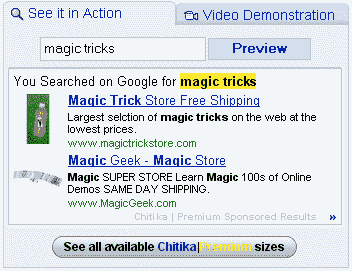 See it in Action
Video Demonstration
magic tricks
Preview
You Searched on Google for magic tricks
Magic Trick Store Free Shipping
Largest selction of magic tricks on the web at the
lowest prices.
www.magictrickstore.com
Magic Geek - Magic Store
Magic SUPER STORE Learn Magic 100s of Online
Demos SAME DAY SHIPPING.
www.MagicGeek.com
Chitika | Premium Sponsored Results »
See all available Chitika|Premium sizes